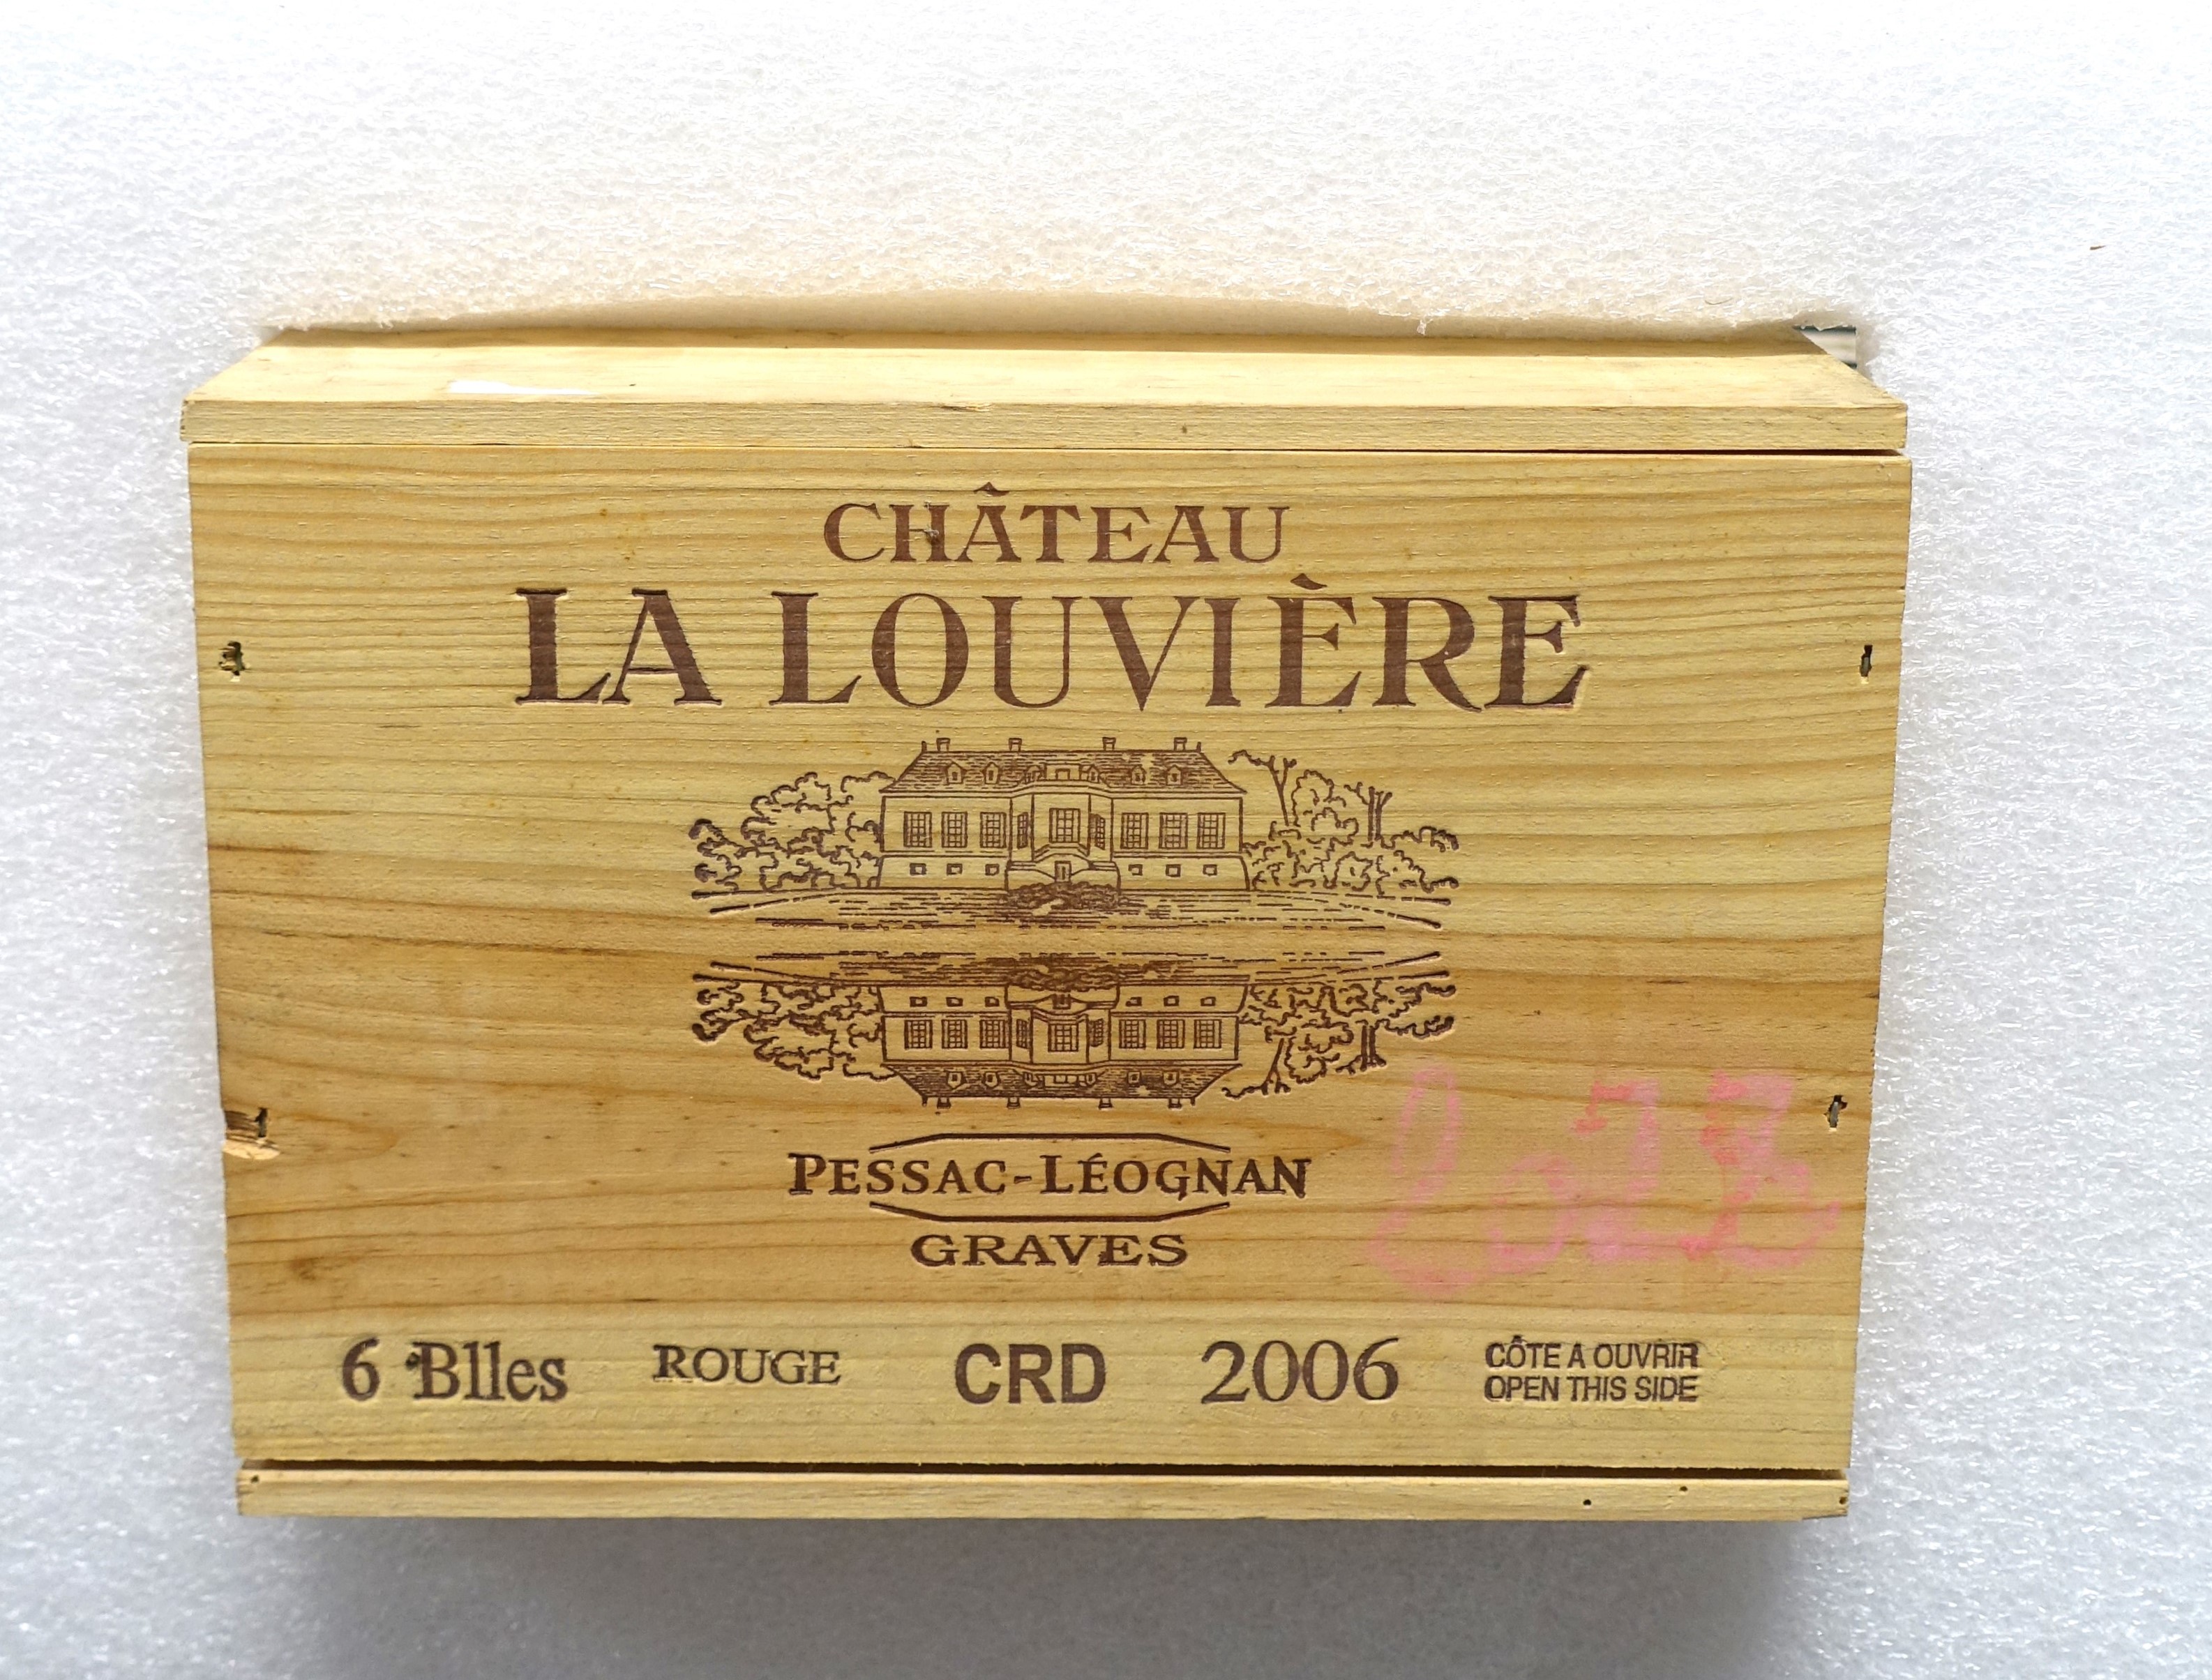 CHÂTEAU
LA LOUVIÈRE
PESSAC-LÉOGNAN
GRAVES
6 Blles ROUGE CRD 2006 CÔTE A OUVRIR
OPEN THIS SIDE